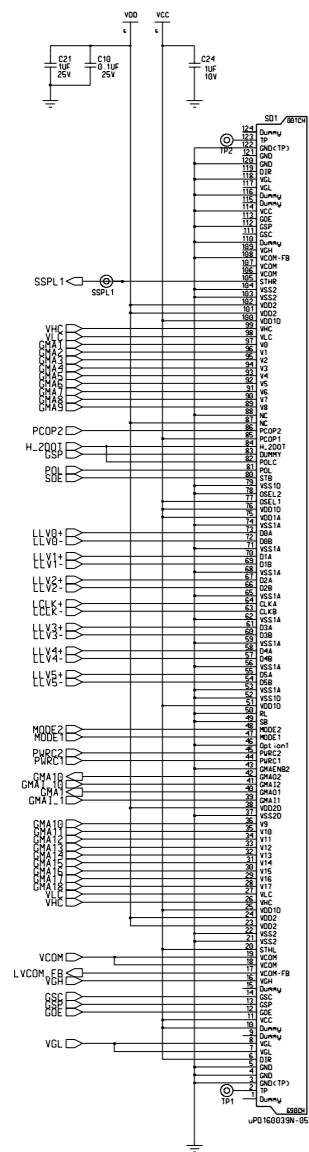 VDD
VCC
C21
1UF
25V
C10
0.1UF
25V
C24
1UF
10V
SD1
GG1CH
124 Dummy
123 TP
TP2
122 GND(TP)
121 GND
120 GND
119 DIR
118 VGL
117 VGL
116 Dummy
115 Dummy
114 VCC
113 GOE
112 GSP
111 GSC
110 Dummy
109 VGH
108 VCOM-FB
107 VCOM
106 VCOM
SSPL1
SSPL1
105 STHR
104 VSS2
103 VSS2
102 VDD2
101 VDD2
100 VDD1D
VHC 99 VHC
VLC 98 VLC
GMA1 97 V0
GMA2 96 V1
GMA3 95 V2
GMA4 94 V3
GMA5 93 V4
GMA6 92 V5
GMA7 91 V6
GMA8 90 V7
GMA9 89 V8
88 NC
87 NC
PCOP2 86 PCOP2
85 PCOP1
H_2DOT 84 H_2DOT
GSP 83 DUMMY
82 POLC
POL 81 POL
SOE 80 STB
79 VSS1D
78 OSEL2
77 OSEL1
76 VDD1D
75 VDD1A
74 VSS1A
LLV0+ 73 D0A
LLV0- 72 D0B
71 VSS1A
LLV1+ 70 D1A
LLV1- 69 D1B
68 VSS1A
LLV2+ 67 D2A
LLV2- 66 D2B
65 VSS1A
LCLK+ 64 CLKA
LCLK- 63 CLKB
62 VSS1A
LLV3+ 61 D3A
LLV3- 60 D3B
59 VSS1A
LLV4+ 58 D4A
LLV4- 57 D4B
56 VSS1A
LLV5+ 55 D5A
LLV5- 54 D5B
53 VSS1A
52 VSS1D
51 VDD1D
50 RL
49 SB
MODE2 48 MODE2
MODE1 47 MODE1
46 Option1
PWRC2 45 PWRC2
PWRC1 44 PWRC1
43 GMAENB2
GMA10 42 GMAO2
GMAI_10 41 GMAI2
GMA1 40 GMAO1
GMAI_1 39 GMAI1
38 VDD2D
37 VSS2D
GMA10 36 V9
GMA11 35 V10
GMA12 34 V11
GMA13 33 V12
GMA14 32 V13
GMA15 31 V14
GMA16 30 V15
GMA17 29 V16
GMA18 28 V17
VLK 27 VLC
VHC 26 VHC
25 VDD1D
24 VDD2
23 VDD2
22 VSS2
21 VSS2
20 STHL
VCOM 19 VCOM
18 VCOM
LVCOM_FB 17 VCOM-FB
VGH 16 VGH
15 Dummy
GSC 14 GSC
GSP 13 GSP
GOE 12 GOE
11 VCC
10 Dummy
9 Dummy
VGL 8 VGL
7 VGL
6 DIR
5 GND
4 GND
3 GND(TP)
2 TP
TP1
1 Dummy
690CH
uPD160039N-05